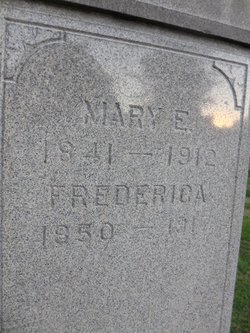 MARY E.
1841 – 1912
FREDERICA
1850 –